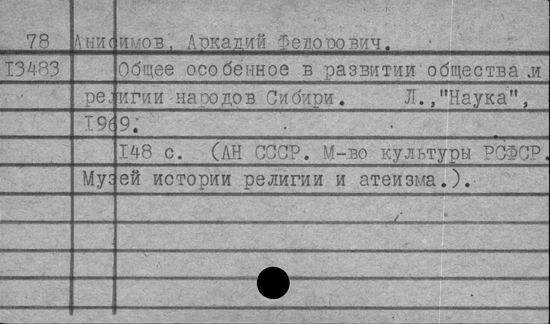 78 Анисимов, Аркадий Федорович.
I3483 Общее особенное в развитии общества и
религии народов Сибири. Л.,"Наука",
I969.
I48 с. (АН СССР. М-во культуры РСФСР.
Музей истории религии и атеизма.).